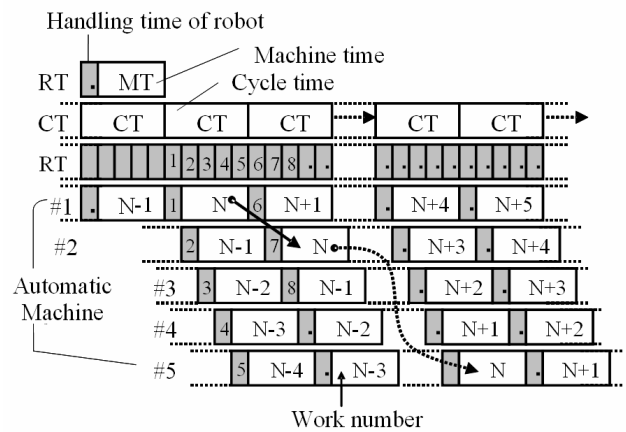 Handling time of robot
Machine time
RT . MT
Cycle time
CT CT CT CT CT CT
RT 1 2 3 4 5 6 7 8 . . . . . . . . . . . .
#1 . N-1 1 N 6 N+1 . N+4 . N+5
#2 2 N-1 7 N . N+3 . N+4
#3 3 N-2 8 N-1 . N+2 . N+3
Automatic
Machine
#4 4 N-3 . N-2 . N+1 . N+2
#5 5 N-4 . N-3 . N . N+1
Work number